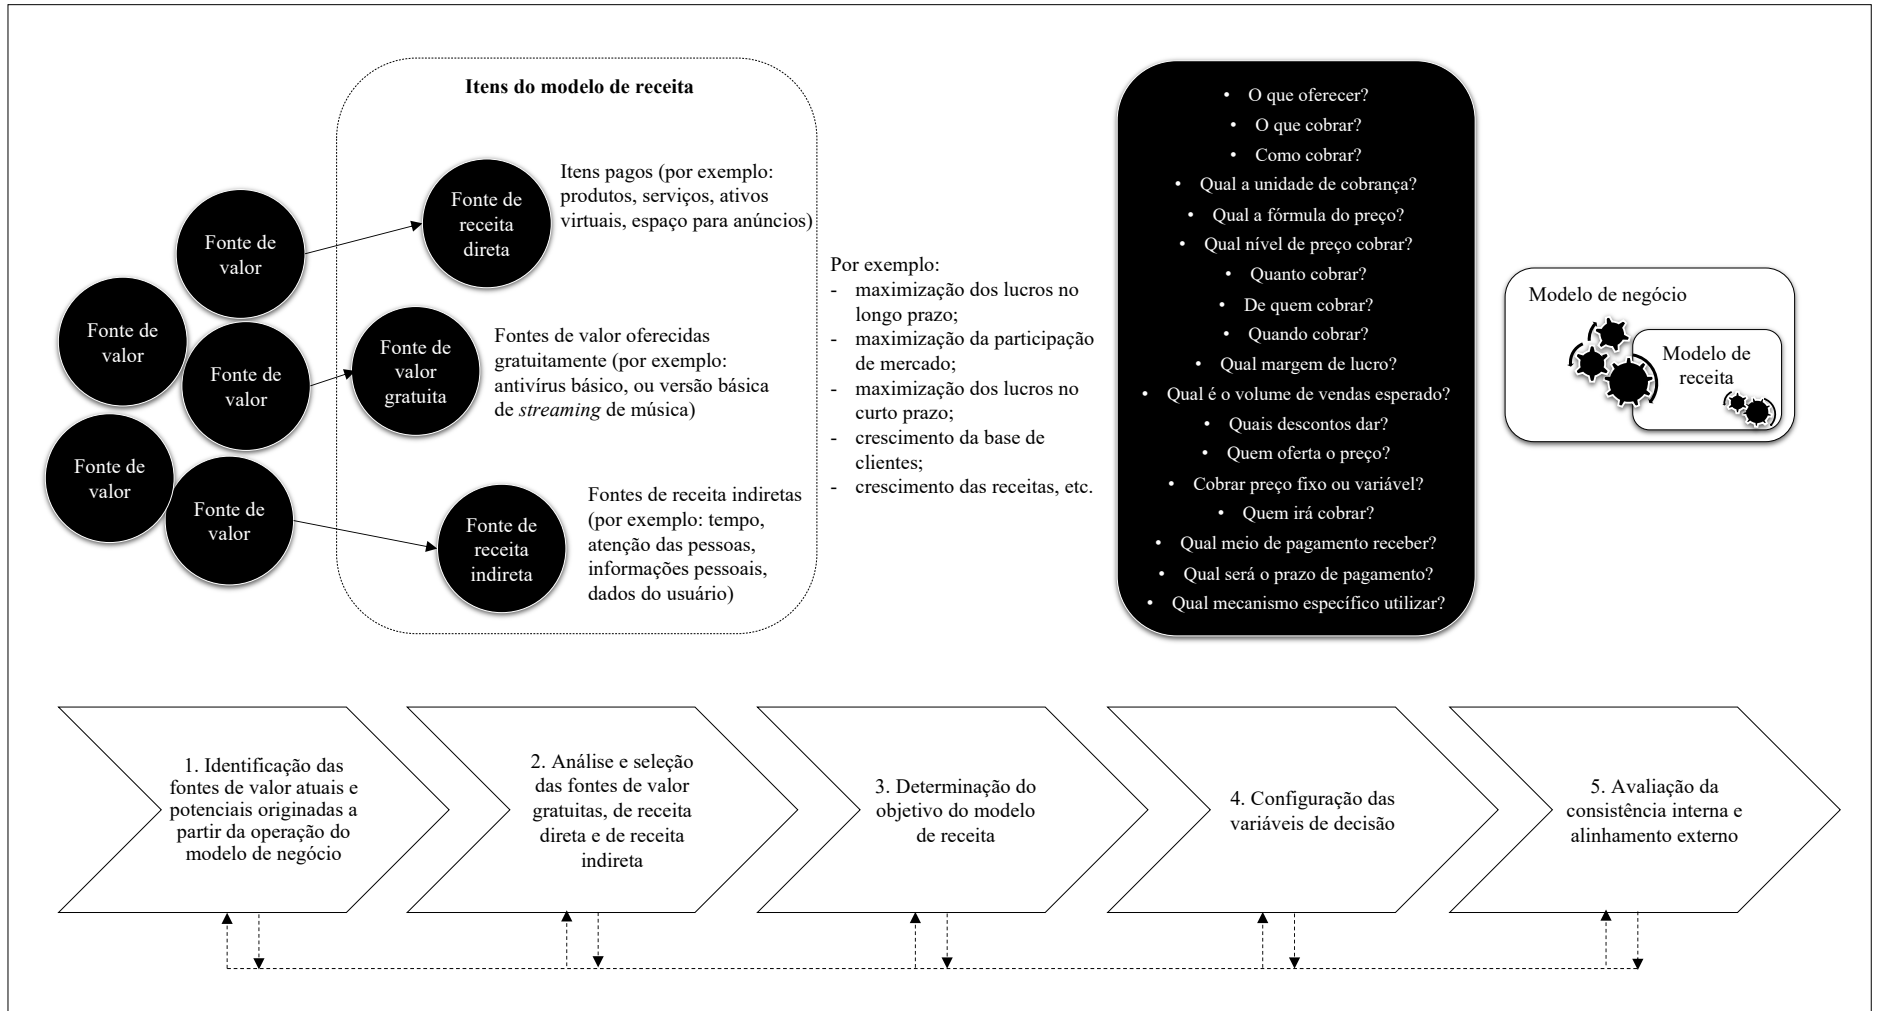 Itens do modelo de receita
Fonte de
valor
Fonte de
valor
Fonte de
valor
Fonte de
valor
Fonte de
valor
Fonte de
receita
direta
Itens pagos (por exemplo:
produtos, serviços, ativos
virtuais, espaço para anúncios)
Fonte de
valor
gratuita
Fontes de valor oferecidas
gratuitamente (por exemplo:
antivírus básico, ou versão básica
de streaming de música)
Fonte de
receita
indireta
Fontes de receita indiretas
(por exemplo: tempo,
atenção das pessoas,
informações pessoais,
dados do usuário)
Por exemplo:
- maximização dos lucros no
longo prazo;
- maximização da participação
de mercado;
- maximização dos lucros no
curto prazo;
- crescimento da base de
clientes;
- crescimento das receitas, etc.
• O que oferecer?
• O que cobrar?
• Como cobrar?
• Qual a unidade de cobrança?
• Qual a fórmula do preço?
• Qual nível de preço cobrar?
• Quanto cobrar?
• De quem cobrar?
• Quando cobrar?
• Qual margem de lucro?
• Qual é o volume de vendas esperado?
• Quais descontos dar?
• Quem oferta o preço?
• Cobrar preço fixo ou variável?
• Quem irá cobrar?
• Qual meio de pagamento receber?
• Qual será o prazo de pagamento?
• Qual mecanismo específico utilizar?
Modelo de negócio
Modelo de
receita
1. Identificação das
fontes de valor atuais e
potenciais originadas a
partir da operação do
modelo de negócio
2. Análise e seleção
das fontes de valor
gratuitas, de receita
direta e de receita
indireta
3. Determinação do
objetivo do modelo
de receita
4. Configuração das
variáveis de decisão
5. Avaliação da
consistência interna e
alinhamento externo